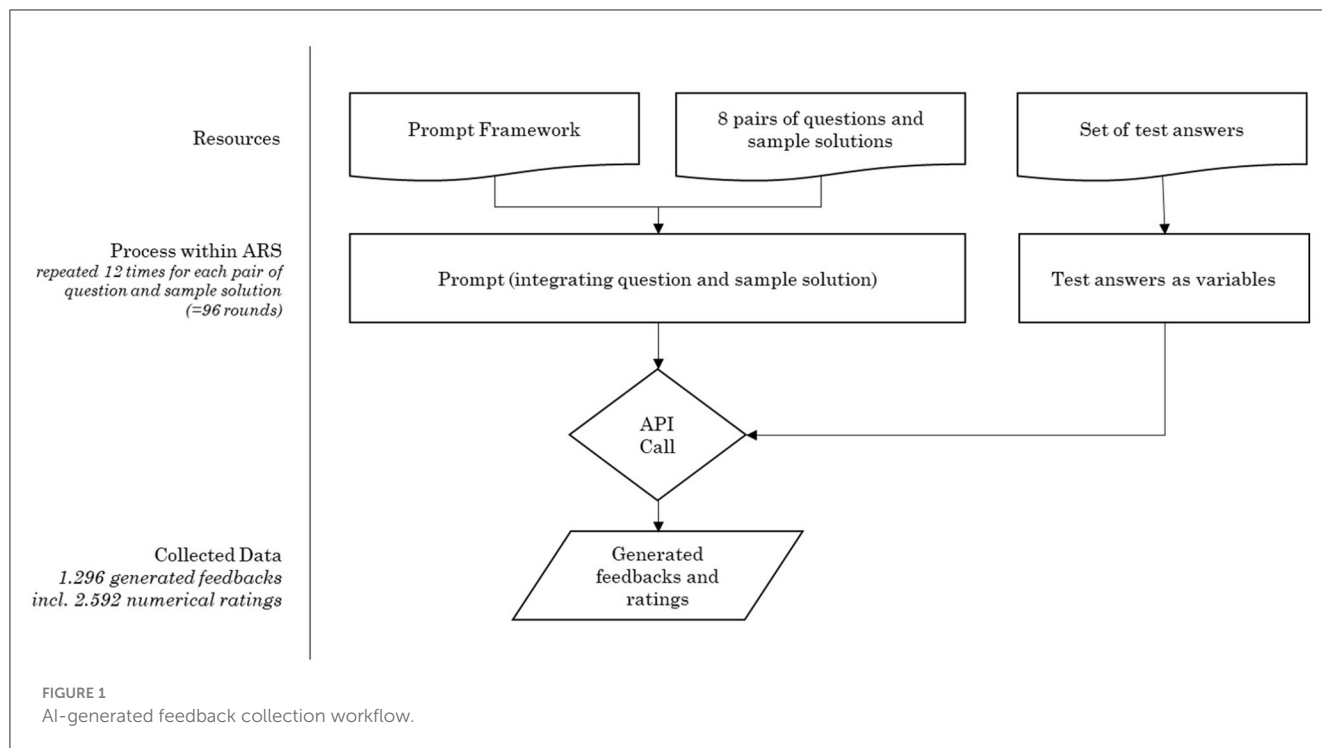 Resources
Prompt Framework
8 pairs of questions and
sample solutions
Set of test answers
Process within ARS
repeated 12 times for each pair of
question and sample solution
(=96 rounds)
Prompt (integrating question and sample solution)
Test answers as variables
API
Call
Collected Data
1.296 generated feedbacks
incl. 2.592 numerical ratings
Generated
feedbacks and
ratings
FIGURE 1
AI-generated feedback collection workflow.